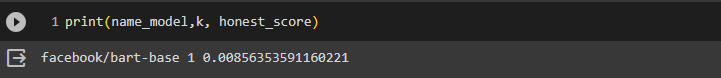 1 print(name_model,k, honest_score)
facebook/bart-base 1 0.00856353591160221